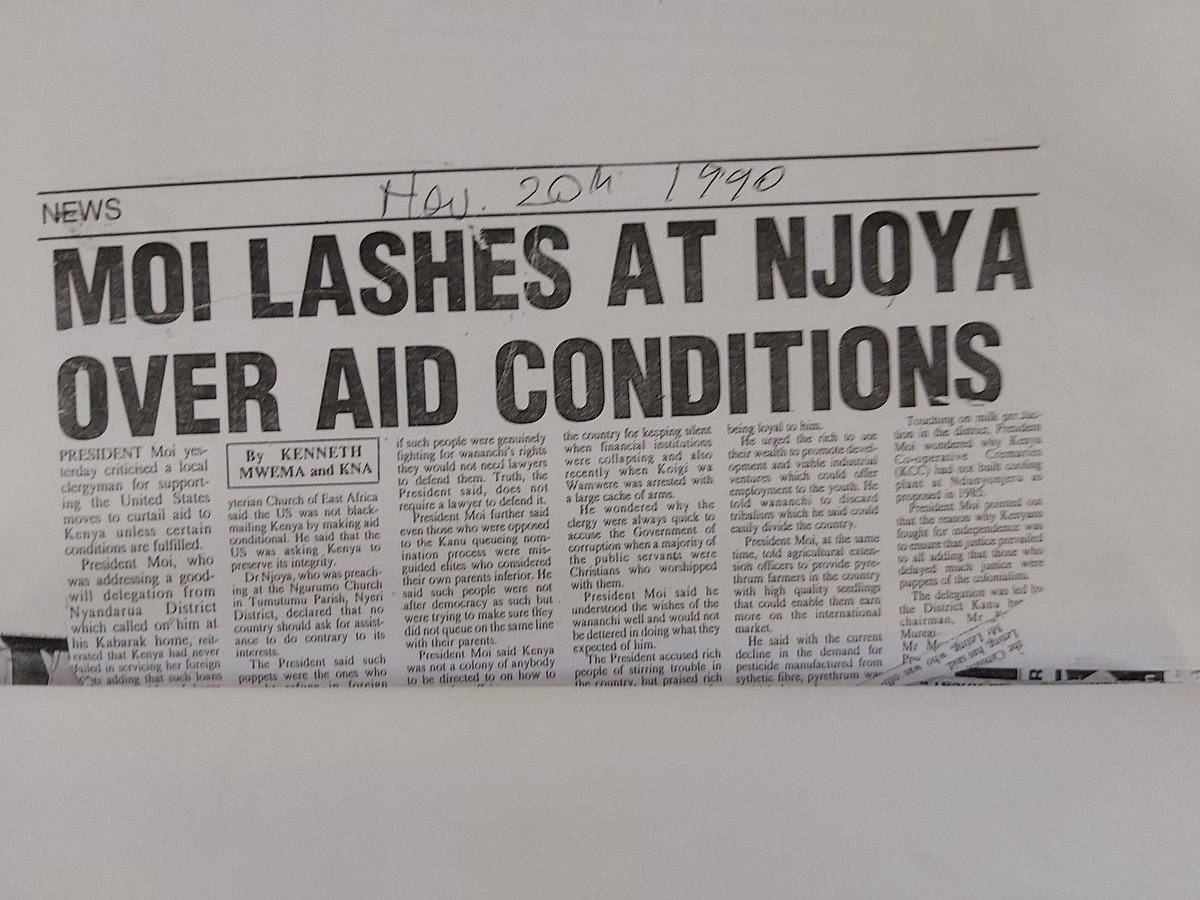 NEWS
Nov. 20th 1990
MOI LASHES AT NJOYA
OVER AID CONDITIONS
PRESIDENT Moi yes-
terday criticised a local
clergyman for support-
ing the United States
moves to curtail aid to
Kenya unless certain
conditions are fulfilled.
President Moi, who
was addressing a good-
will delegation from
Nyandarua District
which called on him at
his Kabarak home, reit-
erated that Kenya had never
failed in servicing her foreign
adding that such loans
By KENNETH
MWEMA and KNA
yterian Church of East Africa
said the US was not black-
mailing Kenya by making aid
conditional. He said that the
US was asking Kenya to
preserve its integrity.
Dr Njoya, who was preach-
ing at the Ngurumo Church
in Tumutumu Parish, Nyeri
District, declared that no
country should ask for assist-
ance to do contrary to its
interests.
The President said such
puppets were the ones who
refuge in foreign
if such people were genuinely
fighting for wananchi's rights
they would not need lawyers
to defend them. Truth, the
President said, does not
require a lawyer to defend it.
President Moi further said
even those who were opposed
to the Kanu queueing nom-
ination process were mis-
guided elites who considered
their own parents inferior. He
said such people were not
after democracy as such but
were trying to make sure they
did not queue on the same line
with their parents.
President Moi said Kenya
was not a colony of anybody
to be directed to on how to
the country for keeping silent
when financial institutions
were collapsing and also
recently when Koigi wa
Wamwere was arrested with
a large cache of arms.
He wondered why the
clergy were always quick to
accuse the Government of
corruption when a majority of
the public servants were
Christians who worshipped
with them.
President Moi said he
understood the wishes of the
wananchi well and would not
be dettered in doing what they
expected of him.
The President accused rich
people of stirring trouble in
the country, but praised rich
being loyal to him.
He urged the rich to use
their wealth to promote devel-
opment and viable industrial
ventures which could offer
employment to the youth. He
told wananchi to discard
tribalism which he said could
easily divide the country.
President Moi, at the same
time, told agricultural exten-
sion officers to provide pyre-
thrum farmers in the country
with high quality seedlings
that could enable them earn
more on the international
market.
He said with the current
decline in the demand for
pesticide manufactured from
sythetic fibre, pyrethrum was
Touching on milk produc-
tion in the district, President
Moi wondered why Kenya
Co-operative Creameries
(KCC) had not built cooling
plant at Ndunyonjeru as
proposed in 1985.
President Moi pointed out
that the reason why Kenyans
fought for independence was
to ensure that justice prevailed
to all adding that those who
delayed much justice were
puppets of the colonialists.
The delegation was led by
the District Kanu
chairman, Mr
Muregi.
Mr